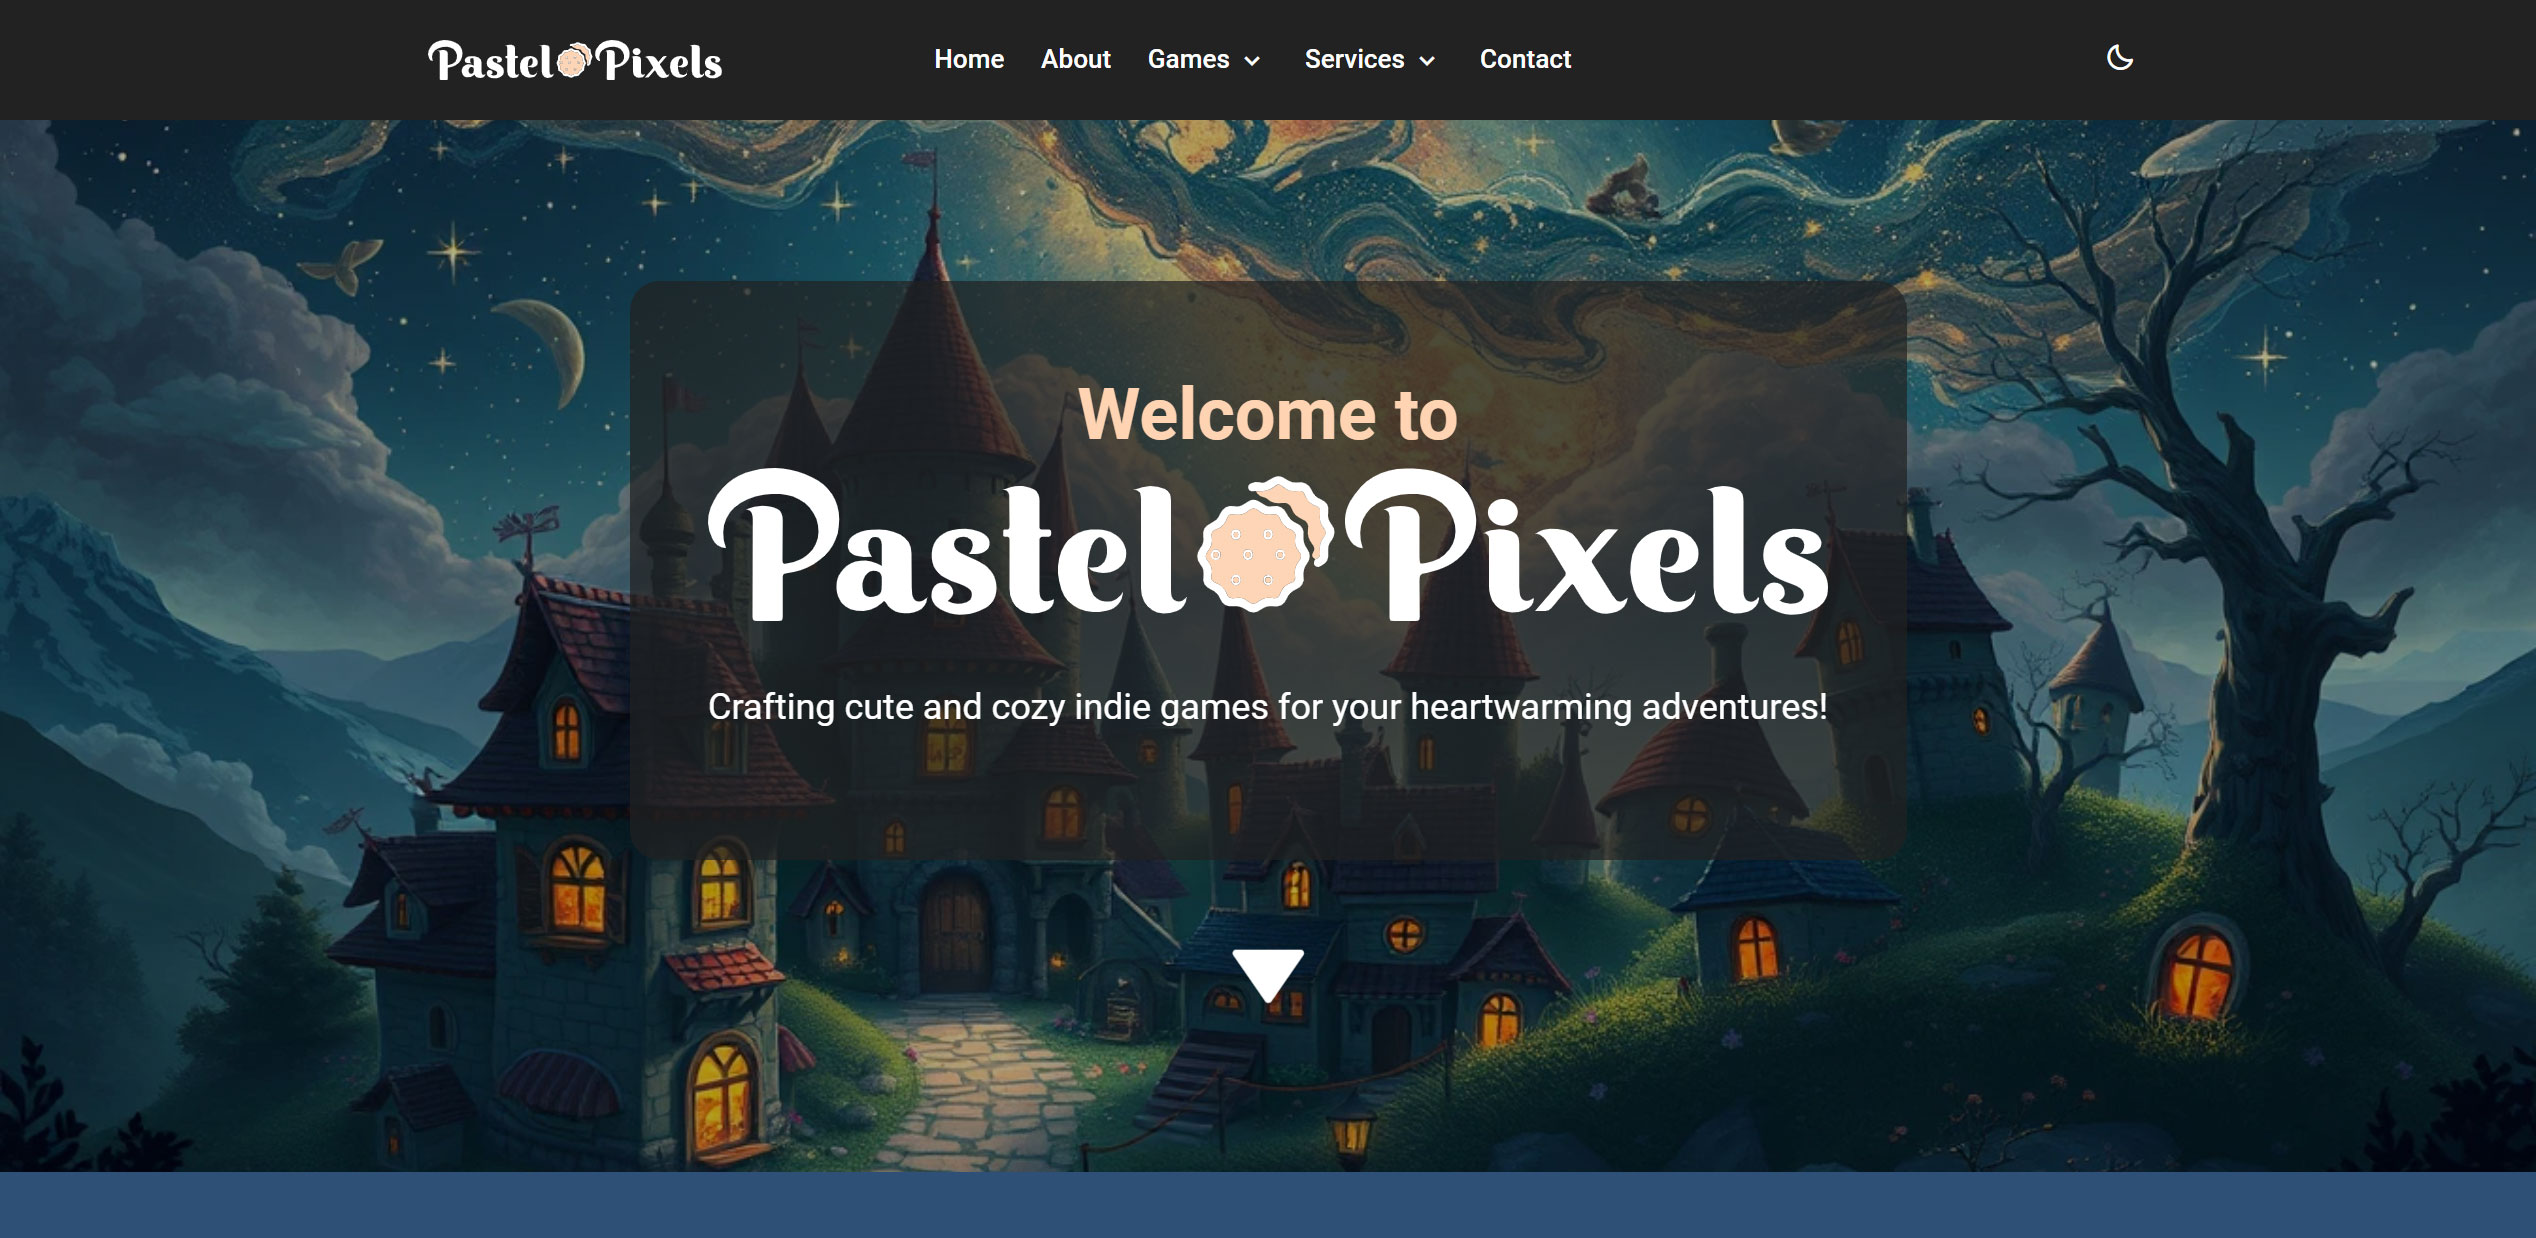 Pastel Pixels
Home About Games Services Contact
Welcome to
Pastel Pixels
Crafting cute and cozy indie games for your heartwarming adventures!